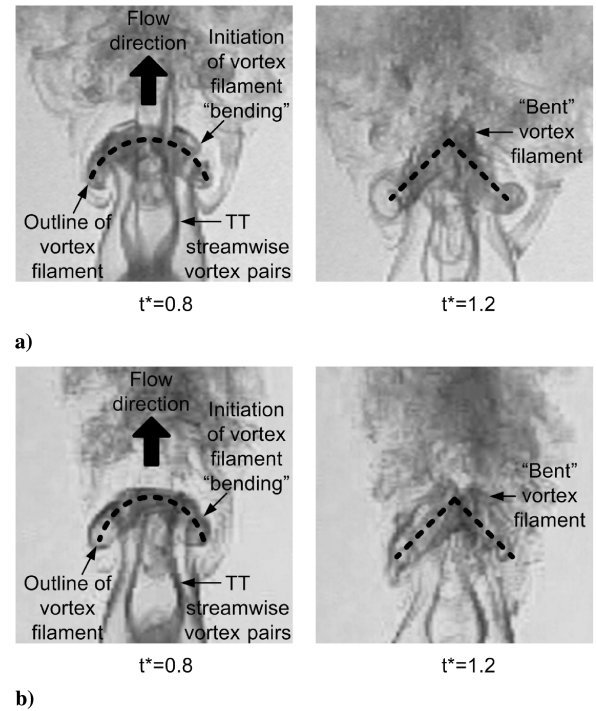 Flow
direction
Initiation
of vortex
filament
“bending”
Outline of
vortex
filament
TT
streamwise
vortex pairs
t*=0.8
“Bent”
vortex
filament
t*=1.2
a)
Flow
direction
Initiation
of vortex
filament
“bending”
Outline of
vortex
filament
TT
streamwise
vortex pairs
t*=0.8
“Bent”
vortex
filament
t*=1.2
b)